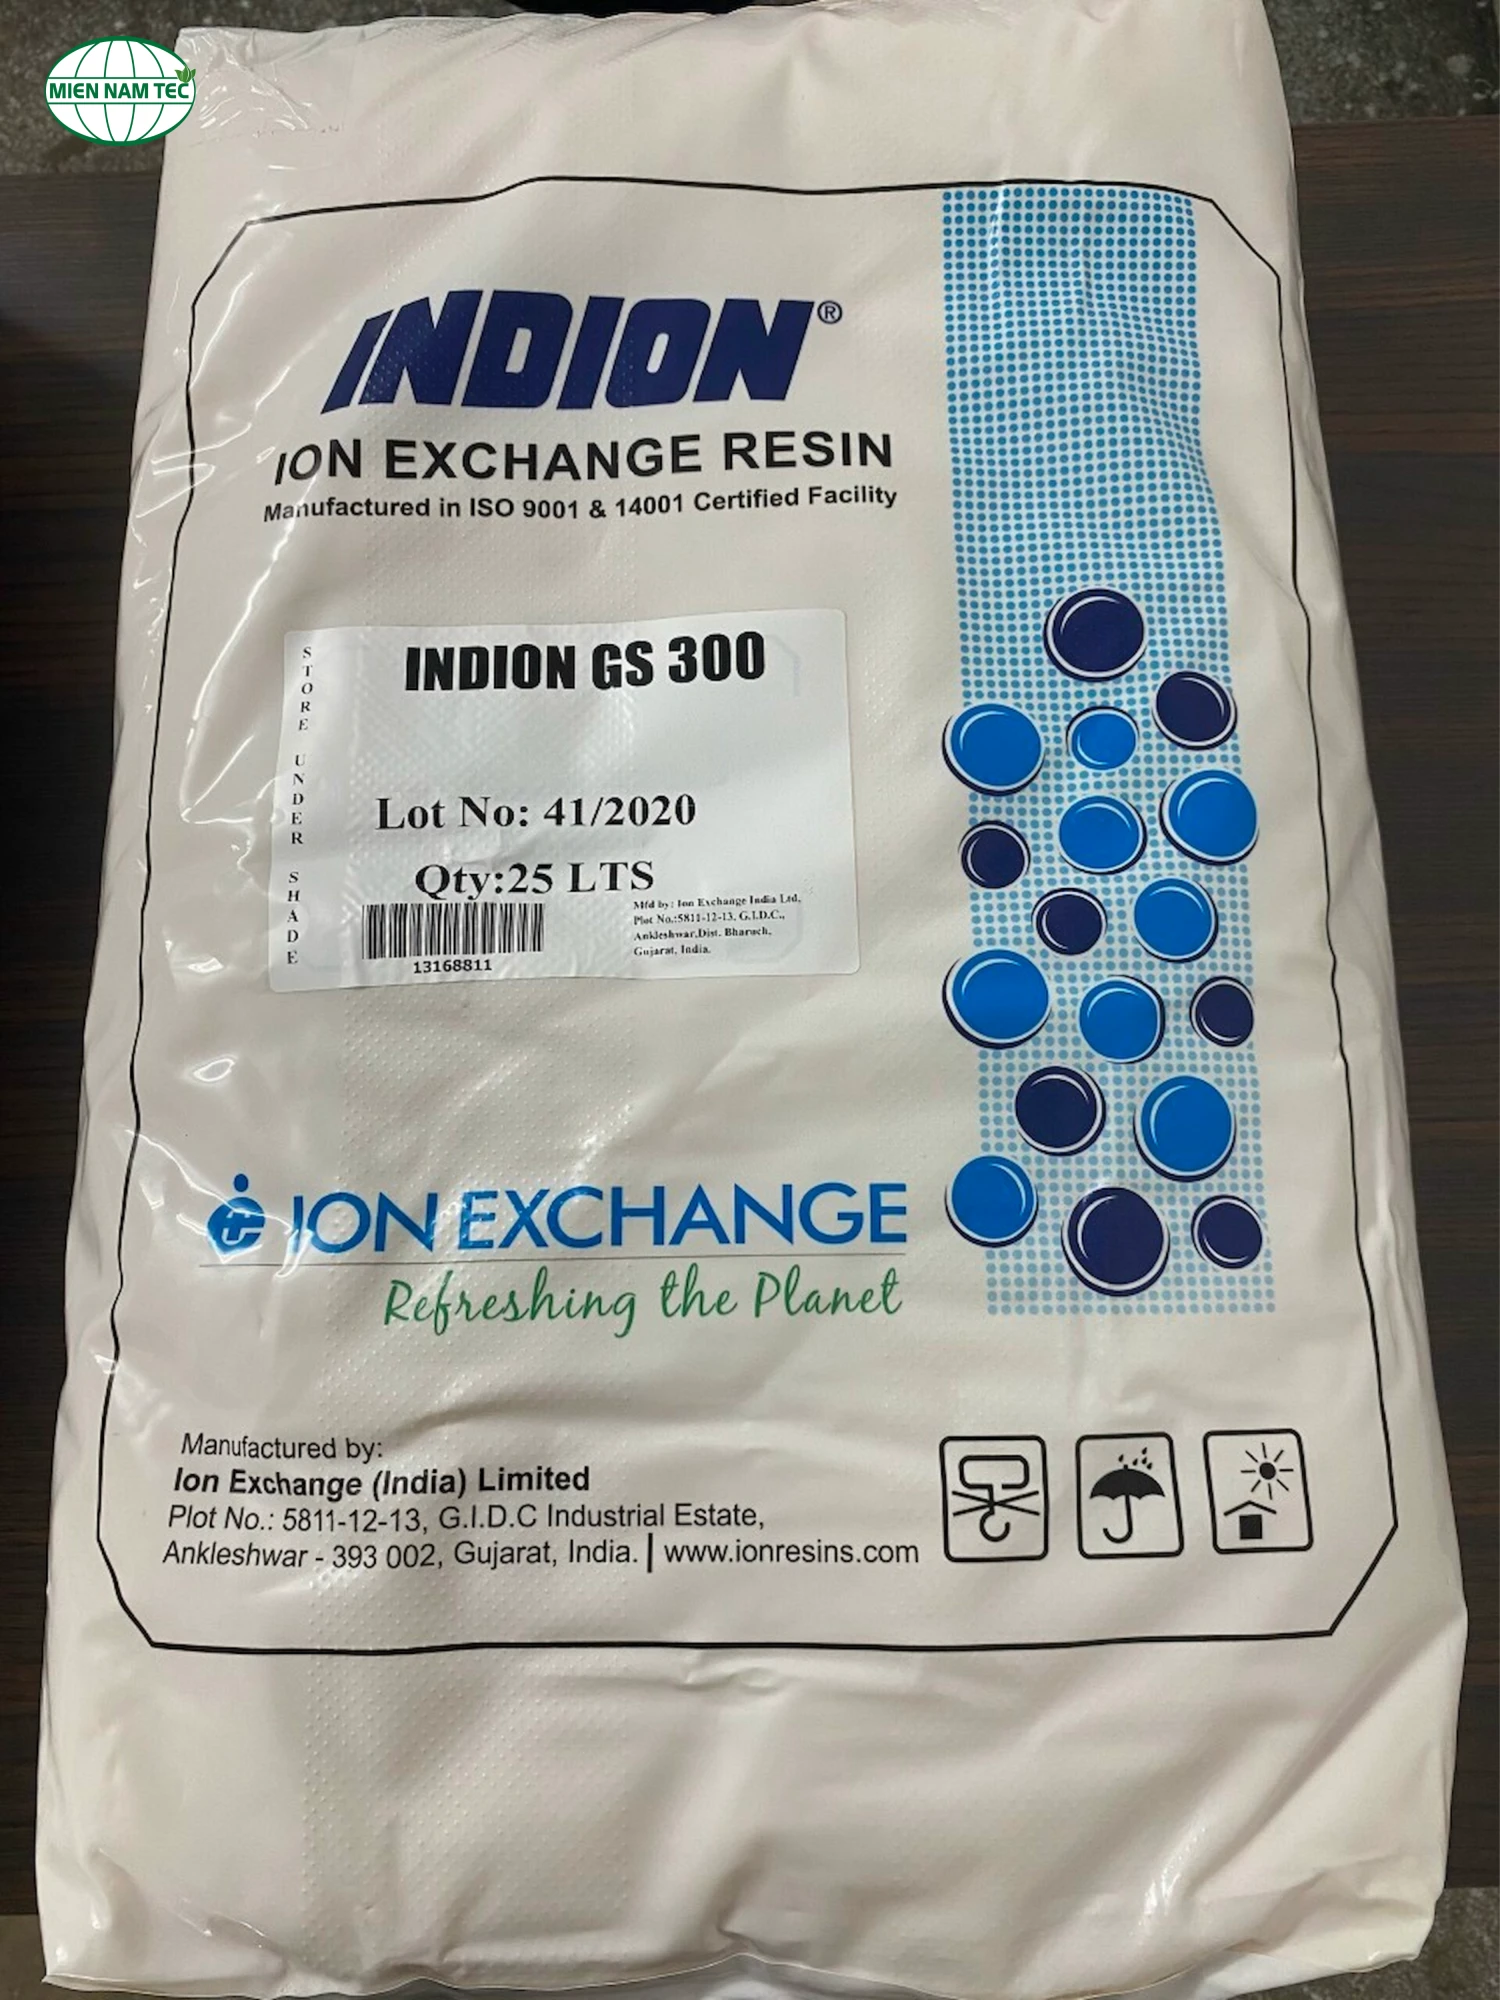 MIEN NAM TEC
INDION®
ION EXCHANGE RESIN
Manufactured in ISO 9001 & 14001 Certified Facility
STORE UNDER SHADE
INDION GS 300
Lot No: 41/2020
Qty:25 LTS
13168811
Mfd by: Ion Exchange India Ltd,
Plot No.:5811-12-13, G.I.D.C.,
Ankleshwar,Dist. Bharuch,
Gujarat, India.
ION EXCHANGE
Refreshing the Planet
Manufactured by:
Ion Exchange (India) Limited
Plot No.: 5811-12-13, G.I.D.C Industrial Estate,
Ankleshwar - 393 002, Gujarat, India. | www.ionresins.com